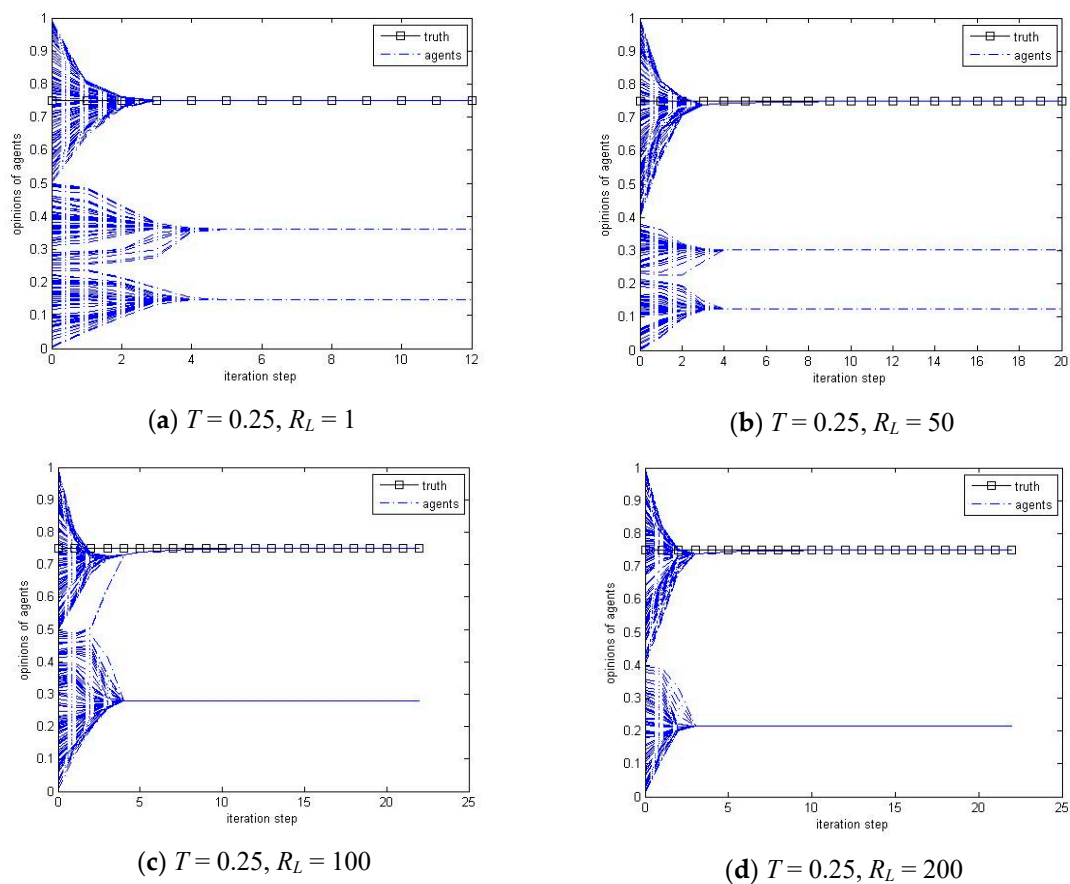 1
0.9
0.8
0.7
0.6
0.5
0.4
0.3
0.2
0.1
0
0 2 4 6 8 10 12
opinions of agents
iteration step
truth
agents
(a) T = 0.25, R_L = 1
1
0.9
0.8
0.7
0.6
0.5
0.4
0.3
0.2
0.1
0
0 2 4 6 8 10 12 14 16 18 20
opinions of agents
iteration step
truth
agents
(b) T = 0.25, R_L = 50
1
0.9
0.8
0.7
0.6
0.5
0.4
0.3
0.2
0.1
0
0 5 10 15 20 25
opinions of agents
iteration step
truth
agents
(c) T = 0.25, R_L = 100
1
0.9
0.8
0.7
0.6
0.5
0.4
0.3
0.2
0.1
0
0 5 10 15 20 25
opinions of agents
iteration step
truth
agents
(d) T = 0.25, R_L = 200